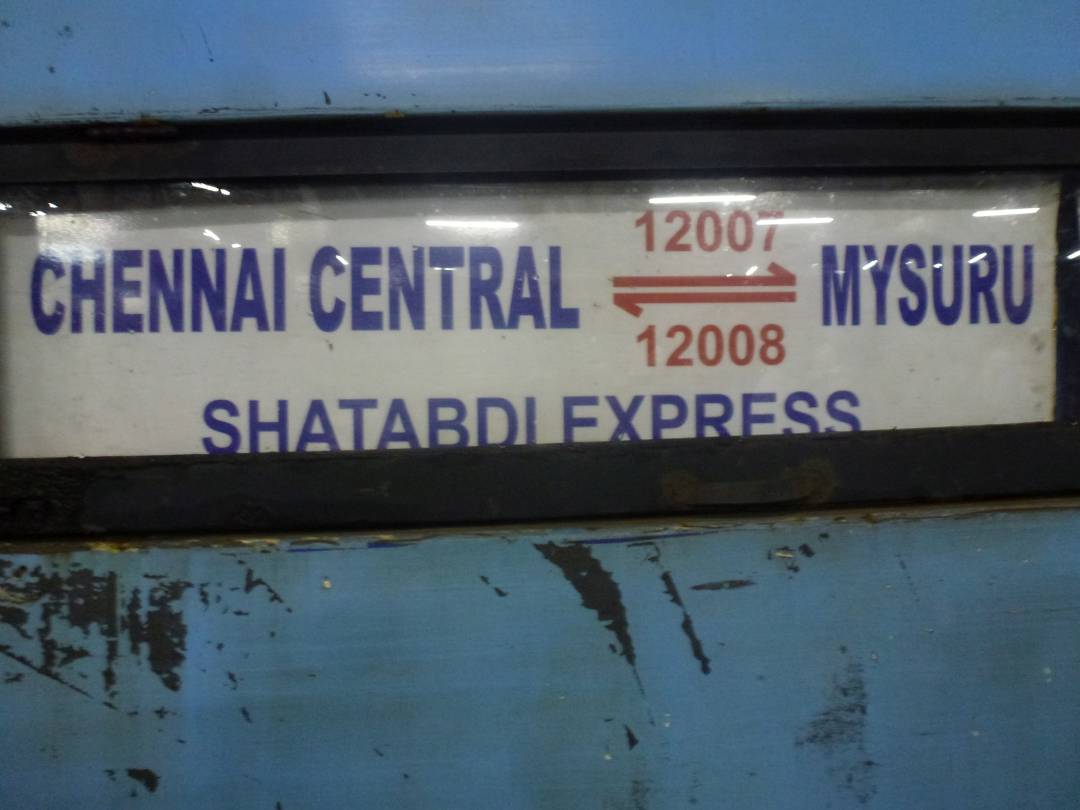 12007
CHENNAI CENTRAL ⇌ MYSURU
12008
SHATABDI EXPRESS